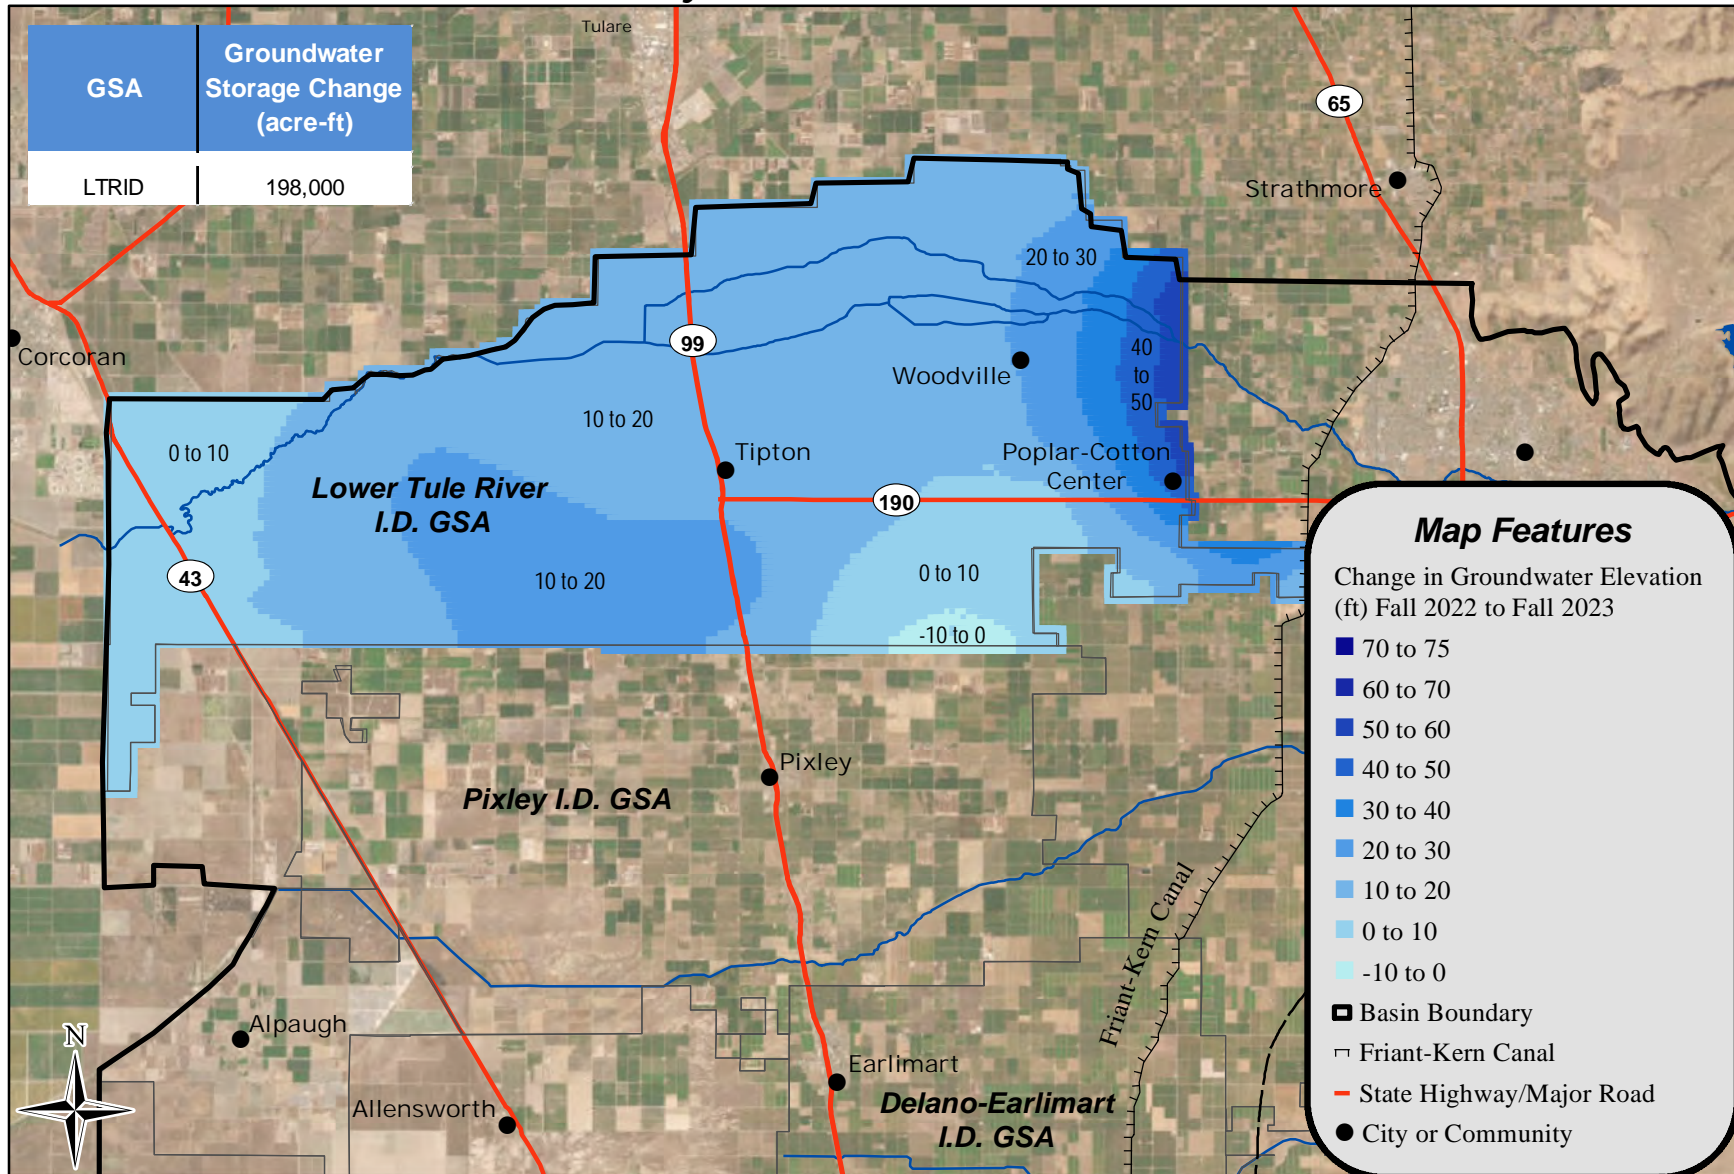 GSA
Groundwater
Storage Change
(acre-ft)
LTRID
198,000
Tulare
65
Strathmore
20 to 30
Corcoran
99
40
to
50
Woodville
10 to 20
0 to 10
Tipton
Poplar-Cotton
Center
Lower Tule River
I.D. GSA
190
43
10 to 20
0 to 10
-10 to 0
Pixley
Pixley I.D. GSA
Friant-Kern Canal
Alpaugh
N
Earlimart
Allensworth
Delano-Earlimart
I.D. GSA
Map Features
Change in Groundwater Elevation
(ft) Fall 2022 to Fall 2023
70 to 75
60 to 70
50 to 60
40 to 50
30 to 40
20 to 30
10 to 20
0 to 10
-10 to 0
Basin Boundary
Friant-Kern Canal
State Highway/Major Road
City or Community